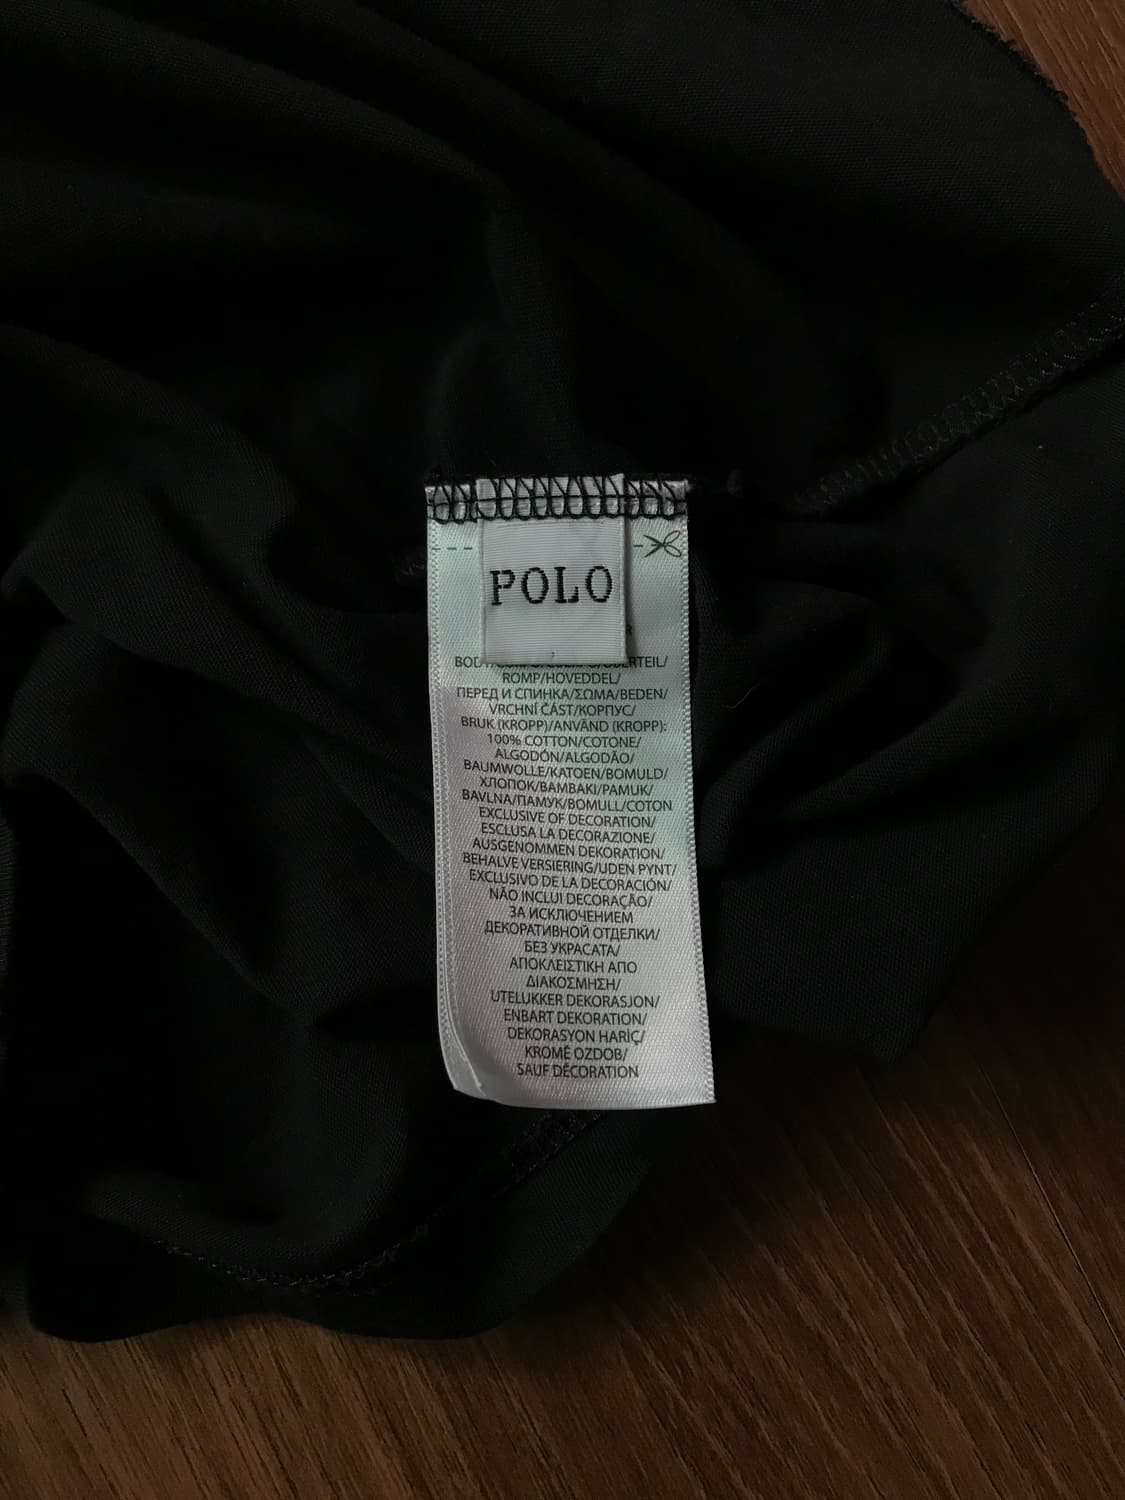 POLO
ROMP/HOVEDDEL/
ПЕРЕД И СПИНКА/ΣΩΜΑ/BEDEN/
VRCHNÍ ČÁST/КОРПУС/
BRUK (KROPP)/ANVÄND (KROPP):
100% COTTON/COTONE/
ALGODÓN/ALGODÃO/
BAUMWOLLE/KATOEN/BOMULD/
ХЛОПОК/ΒΑΜΒΑΚΙ/PAMUK/
BAVLNA/ПАМУК/BOMULL/COTON
EXCLUSIVE OF DECORATION/
ESCLUSA LA DECORAZIONE/
AUSGENOMMEN DEKORATION/
BEHALVE VERSIERING/UDEN PYNT/
EXCLUSIVO DE LA DECORACIÓN/
NÃO INCLUI DECORAÇÃO/
ЗА ИСКЛЮЧЕНИЕМ
ДЕКОРАТИВНОЙ ОТДЕЛКИ/
БЕЗ УКРАСАТА/
ΑΠΟΚΛΕΙΣΤΙΚΗ ΑΠΟ
ΔΙΑΚΟΣΜΗΣΗ/
UTELUKKER DEKORASJON/
ENBART DEKORATION/
DEKORASYON HARİÇ/
KROMĚ OZDOB/
SAUF DÉCORATION